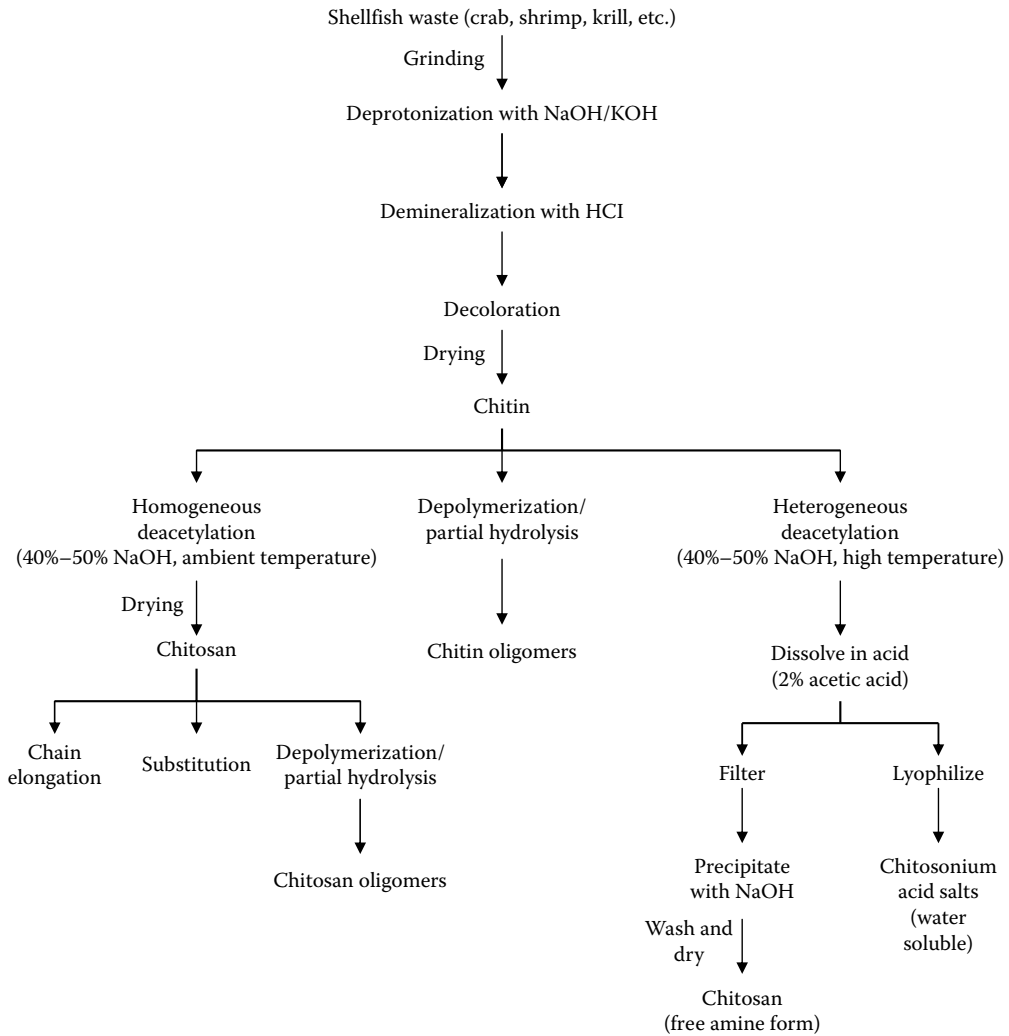 Shellfish waste (crab, shrimp, krill, etc.)
Grinding
Deprotonization with NaOH/KOH
Demineralization with HCI
Decoloration
Drying
Chitin
Homogeneous
deacetylation
(40%–50% NaOH, ambient temperature)
Depolymerization/
partial hydrolysis
Heterogeneous
deacetylation
(40%–50% NaOH, high temperature)
Drying
Chitosan
Chitin oligomers
Dissolve in acid
(2% acetic acid)
Chain
elongation
Substitution
Depolymerization/
partial hydrolysis
Filter
Lyophilize
Chitosan oligomers
Precipitate
with NaOH
Chitosonium
acid salts
(water
soluble)
Wash and
dry
Chitosan
(free amine form)